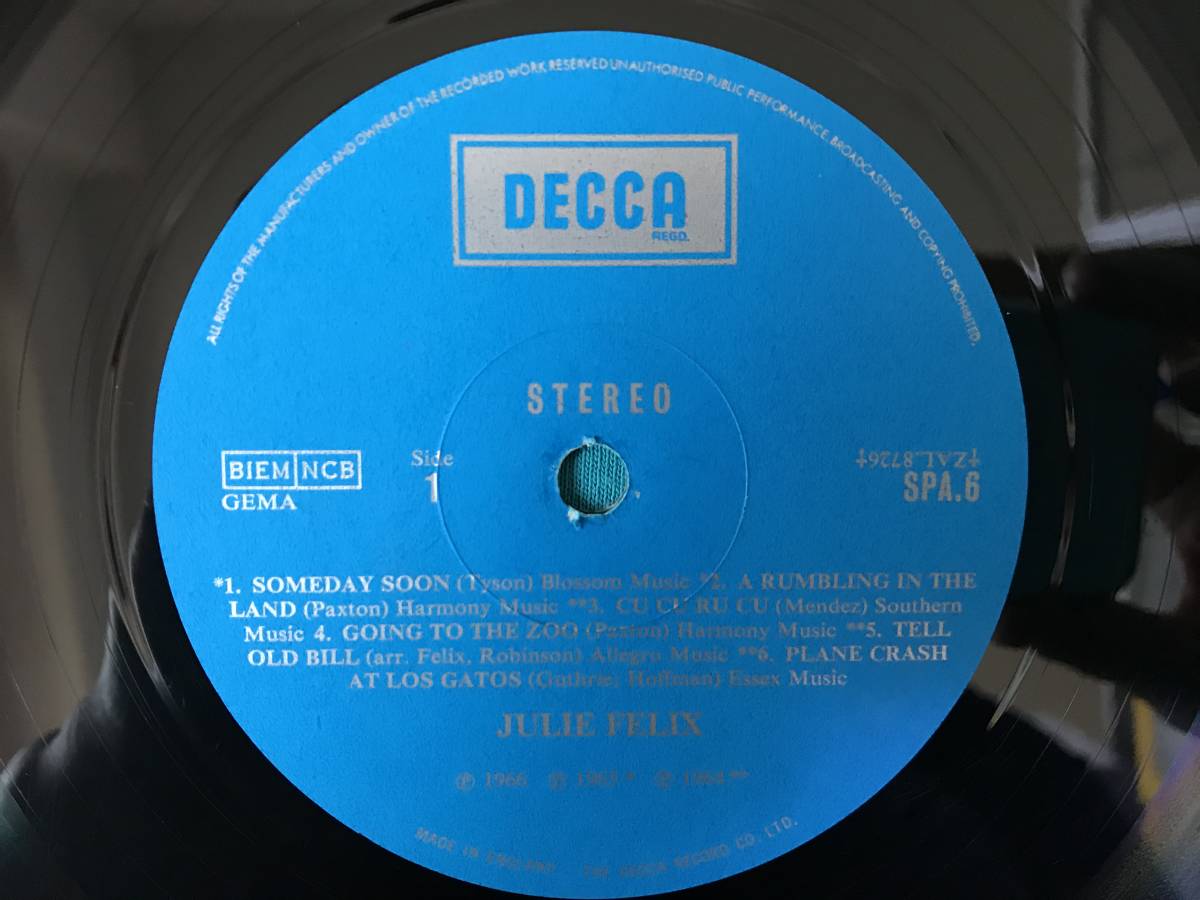 ALL RIGHTS OF THE MANUFACTURERS AND OWNER OF THE RECORDED WORK RESERVED UNAUTHORISED PUBLIC PERFORMANCE, BROADCASTING AND COPYING PROHIBITED.
DECCA
REGD.
STEREO
BIEM NCB
GEMA
Side
1
‡ZAL.8726‡
SPA.6
*1. SOMEDAY SOON (Tyson) Blossom Music *2. A RUMBLING IN THE
LAND (Paxton) Harmony Music **3. CU CU RU CU (Mendez) Southern
Music 4. GOING TO THE ZOO (Paxton) Harmony Music **5. TELL
OLD BILL (arr. Felix, Robinson) Allegro Music **6. PLANE CRASH
AT LOS GATOS (Guthrie; Hoffman) Essex Music
JULIE FELIX
℗ 1966 ℗ 1965 * ℗ 1964 **
MADE IN ENGLAND THE DECCA RECORD CO. LTD.